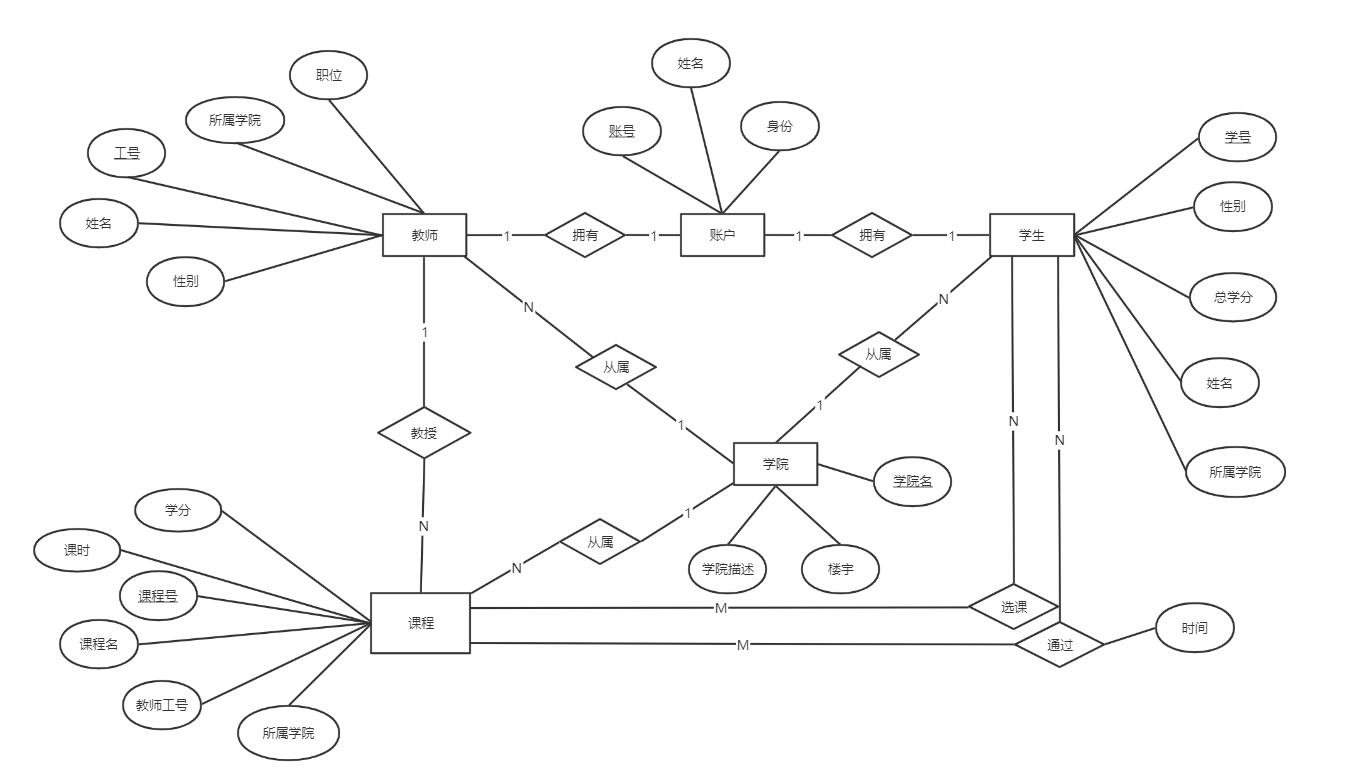 姓名
职位
所属学院
账号
身份
学号
工号
性别
姓名
教师
1
拥有
1
账户
1
拥有
1
学生
性别
总学分
N
N
1
从属
从属
姓名
1
N
1
教授
N
学院
所属学院
学院名
学分
1
N
课时
从属
N
学院描述
楼宇
课程号
课程
M
选课
课程名
M
通过
时间
教师工号
所属学院